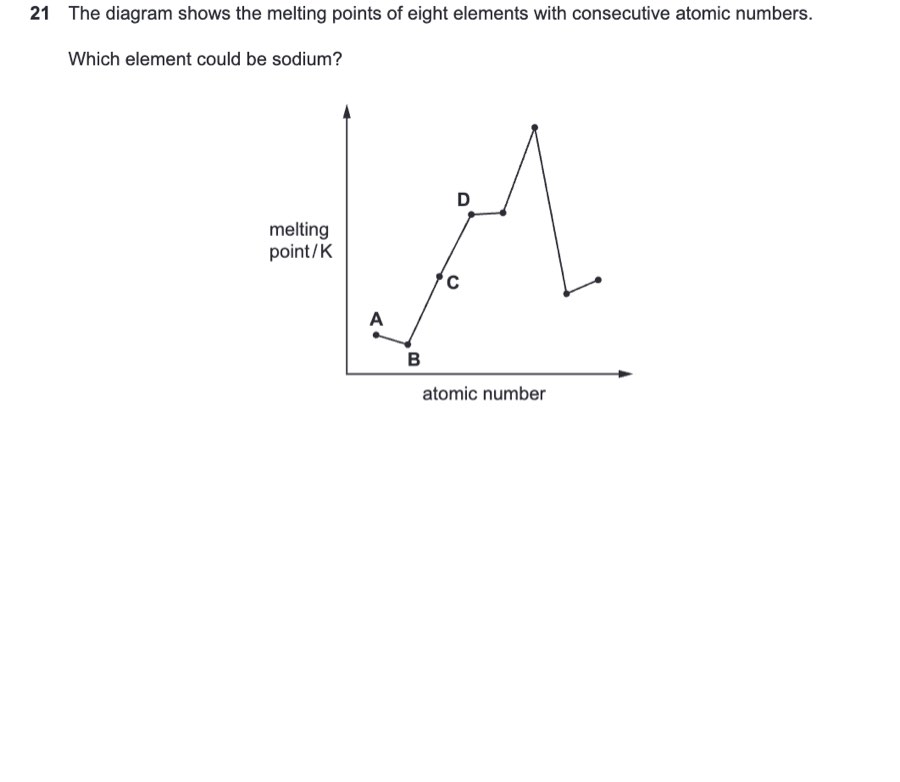 21 The diagram shows the melting points of eight elements with consecutive atomic numbers.
Which element could be sodium?
D
melting
point/K
C
A
B
atomic number